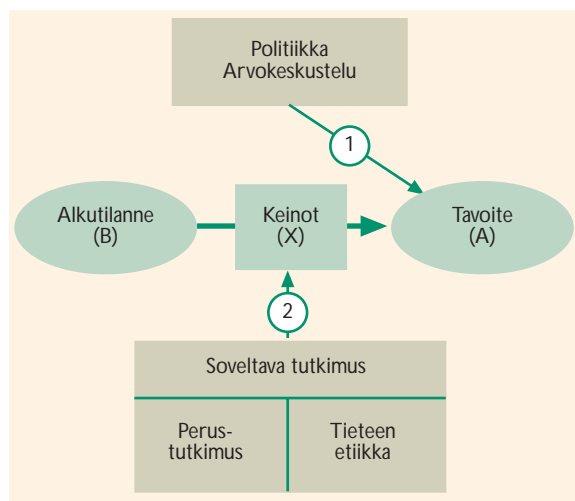 Politiikka
Arvokeskustelu
1
Alkutilanne
(B)
Keinot
(X)
Tavoite
(A)
2
Soveltava tutkimus
Perus-
tutkimus
Tieteen
etiikka